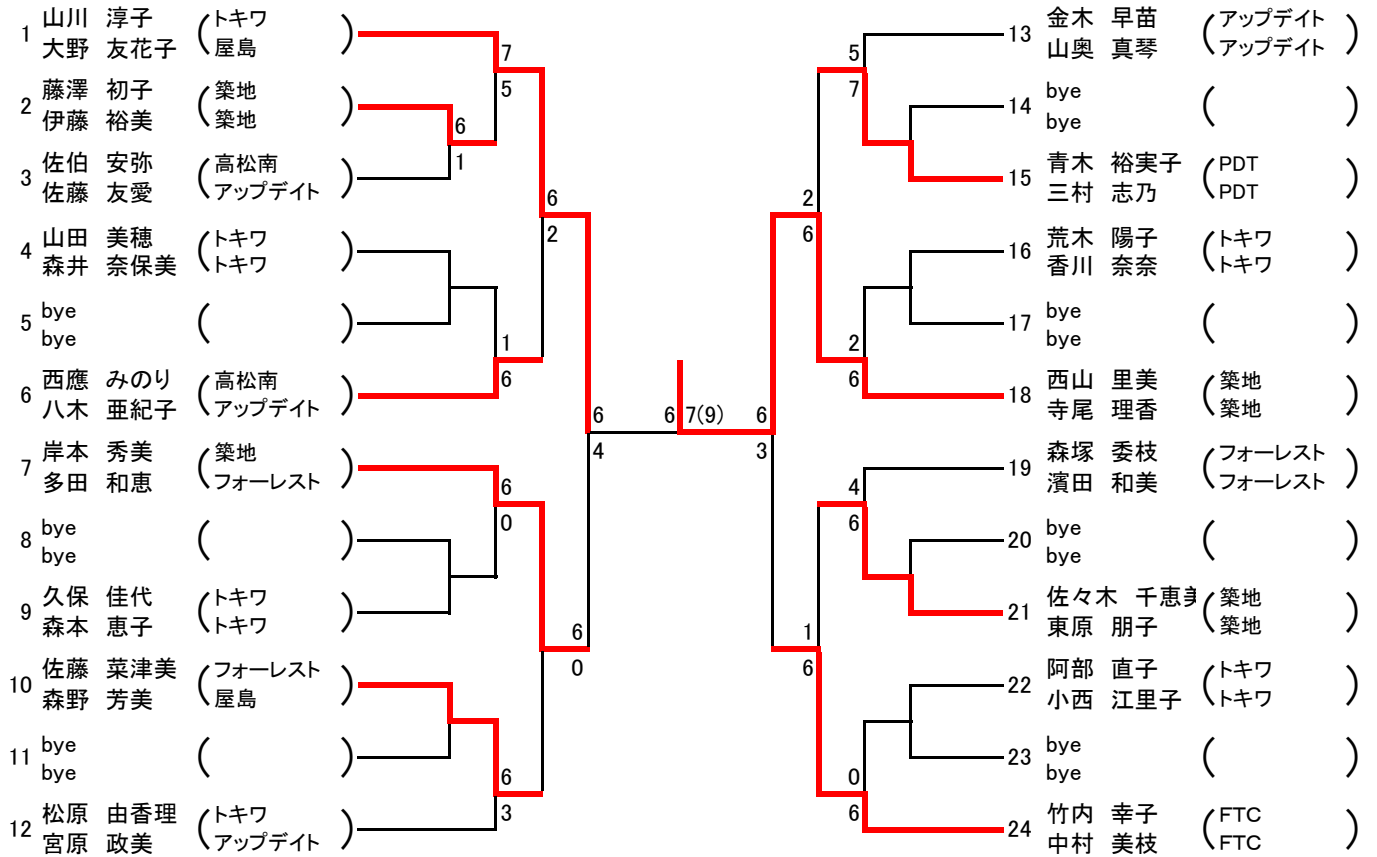 1 山川 淳子 (トキワ
大野 友花子 屋島)
7
5
2 藤澤 初子 (築地
伊藤 裕美 築地)
6
1
3 佐伯 安弥 (高松南
佐藤 友愛 アップデイト)
6
2
4 山田 美穂 (トキワ
森井 奈保美 トキワ)
5 bye (
bye )
1
6
6 西應 みのり (高松南
八木 亜紀子 アップデイト)
6
4
6 7(9)
7 岸本 秀美 (築地
多田 和恵 フォーレスト)
6
0
8 bye (
bye )
9 久保 佳代 (トキワ
森本 恵子 トキワ)
6
0
10 佐藤 菜津美 (フォーレスト
森野 芳美 屋島)
11 bye (
bye )
6
3
12 松原 由香理 (トキワ
宮原 政美 アップデイト)
13 金木 早苗 (アップデイト
山奥 真琴 アップデイト)
5
7
14 bye (
bye )
15 青木 裕実子 (PDT
三村 志乃 PDT)
2
6
16 荒木 陽子 (トキワ
香川 奈奈 トキワ)
17 bye (
bye )
2
6
18 西山 里美 (築地
寺尾 理香 築地)
6
3
19 森塚 委枝 (フォーレスト
濱田 和美 フォーレスト)
4
6
20 bye (
bye )
21 佐々木 千恵美 (築地
東原 朋子 築地)
1
6
22 阿部 直子 (トキワ
小西 江里子 トキワ)
23 bye (
bye )
0
6
24 竹内 幸子 (FTC
中村 美枝 FTC)